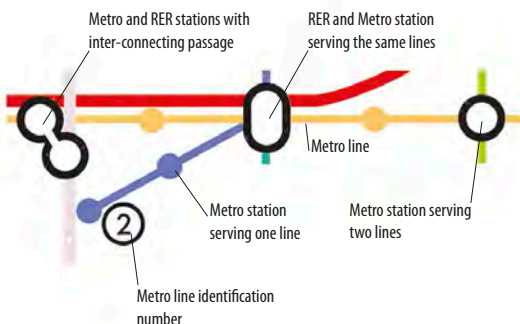 Metro and RER stations with
inter-connecting passage
RER and Metro station
serving the same lines
Metro line
Metro station
serving one line
Metro station serving
two lines
2
Metro line identification
number